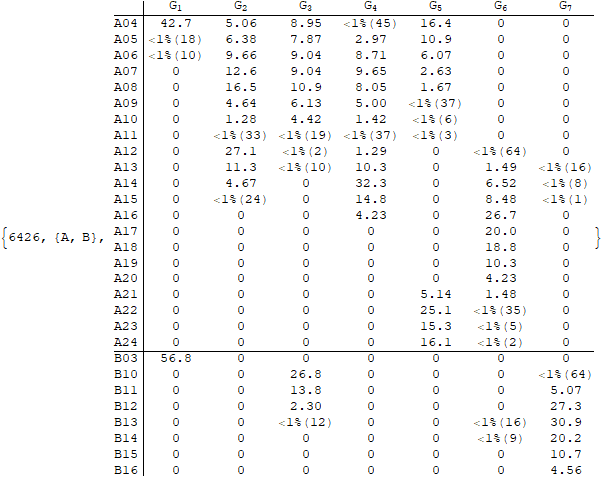 G1 G2 G3 G4 G5 G6 G7
A04 42.7 5.06 8.95 <1%(45) 16.4 0 0
A05 <1%(18) 6.38 7.87 2.97 10.9 0 0
A06 <1%(10) 9.66 9.04 8.71 6.07 0 0
A07 0 12.6 9.04 9.65 2.63 0 0
A08 0 16.5 10.9 8.05 1.67 0 0
A09 0 4.64 6.13 5.00 <1%(37) 0 0
A10 0 1.28 4.42 1.42 <1%(6) 0 0
A11 0 <1%(33) <1%(19) <1%(37) <1%(3) 0 0
A12 0 27.1 <1%(2) 1.29 0 <1%(64) 0
A13 0 11.3 <1%(10) 10.3 0 1.49 <1%(16)
A14 0 4.67 0 32.3 0 6.52 <1%(8)
A15 0 <1%(24) 0 14.8 0 8.48 <1%(1)
A16 0 0 0 4.23 0 26.7 0
A17 0 0 0 0 0 20.0 0
{6426, {A, B}, }
A18 0 0 0 0 0 18.8 0
A19 0 0 0 0 0 10.3 0
A20 0 0 0 0 0 4.23 0
A21 0 0 0 0 5.14 1.48 0
A22 0 0 0 0 25.1 <1%(35) 0
A23 0 0 0 0 15.3 <1%(5) 0
A24 0 0 0 0 16.1 <1%(2) 0
B03 56.8 0 0 0 0 0 0
B10 0 0 26.8 0 0 0 <1%(64)
B11 0 0 13.8 0 0 0 5.07
B12 0 0 2.30 0 0 0 27.3
B13 0 0 <1%(12) 0 0 <1%(16) 30.9
B14 0 0 0 0 0 <1%(9) 20.2
B15 0 0 0 0 0 0 10.7
B16 0 0 0 0 0 0 4.56